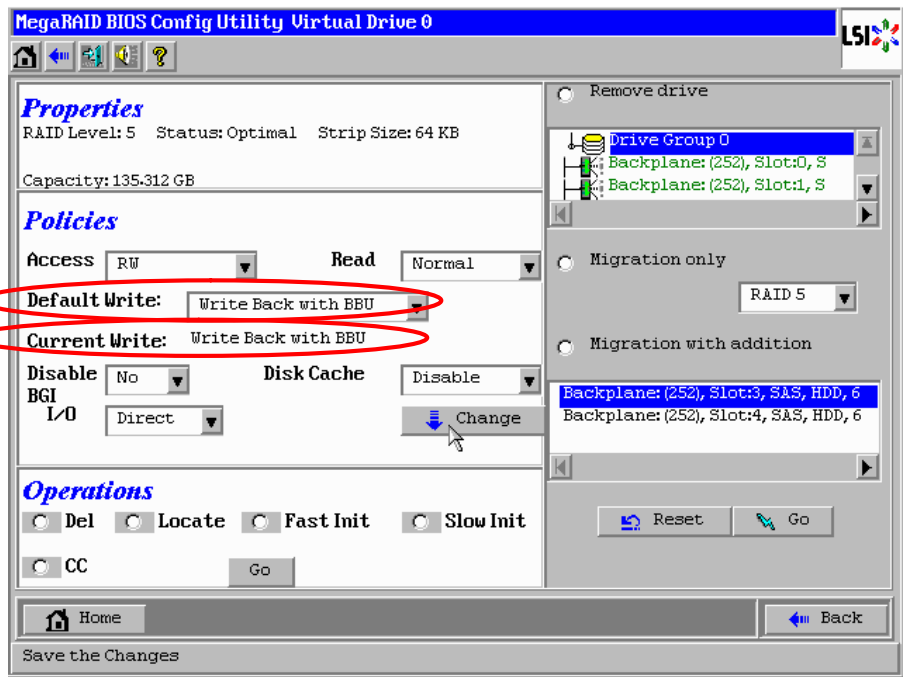 MegaRAID BIOS Config Utility Virtual Drive 0
LSI
Properties
RAID Level: 5 Status: Optimal Strip Size: 64 KB
Capacity: 135.312 GB
Policies
Access RW Read Normal
Default Write: Write Back with BBU
Current Write: Write Back with BBU
Disable BGI No Disk Cache Disable
I/O Direct Change
Operations
Del Locate Fast Init Slow Init
CC Go
Remove drive
Drive Group 0
Backplane: (252), Slot:0, S
Backplane: (252), Slot:1, S
Migration only
RAID 5
Migration with addition
Backplane: (252), Slot:3, SAS, HDD, 6
Backplane: (252), Slot:4, SAS, HDD, 6
Reset Go
Home Back
Save the Changes